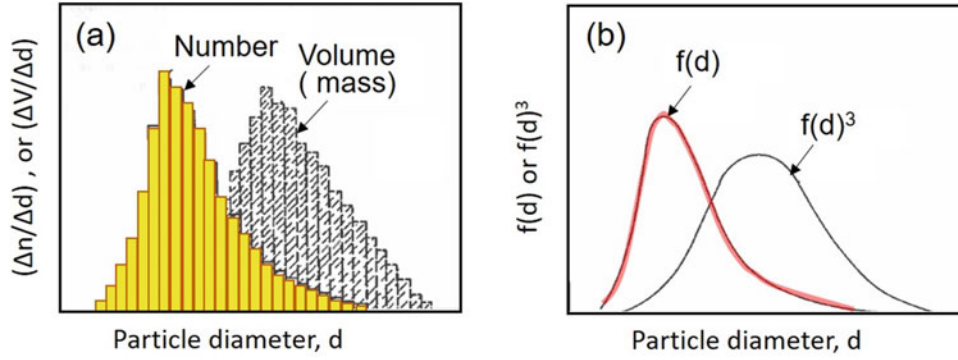 (a)
Number
Volume
( mass)
(Δn/Δd) , or (ΔV/Δd)
Particle diameter, d
(b)
f(d)
f(d)³
f(d) or f(d)³
Particle diameter, d